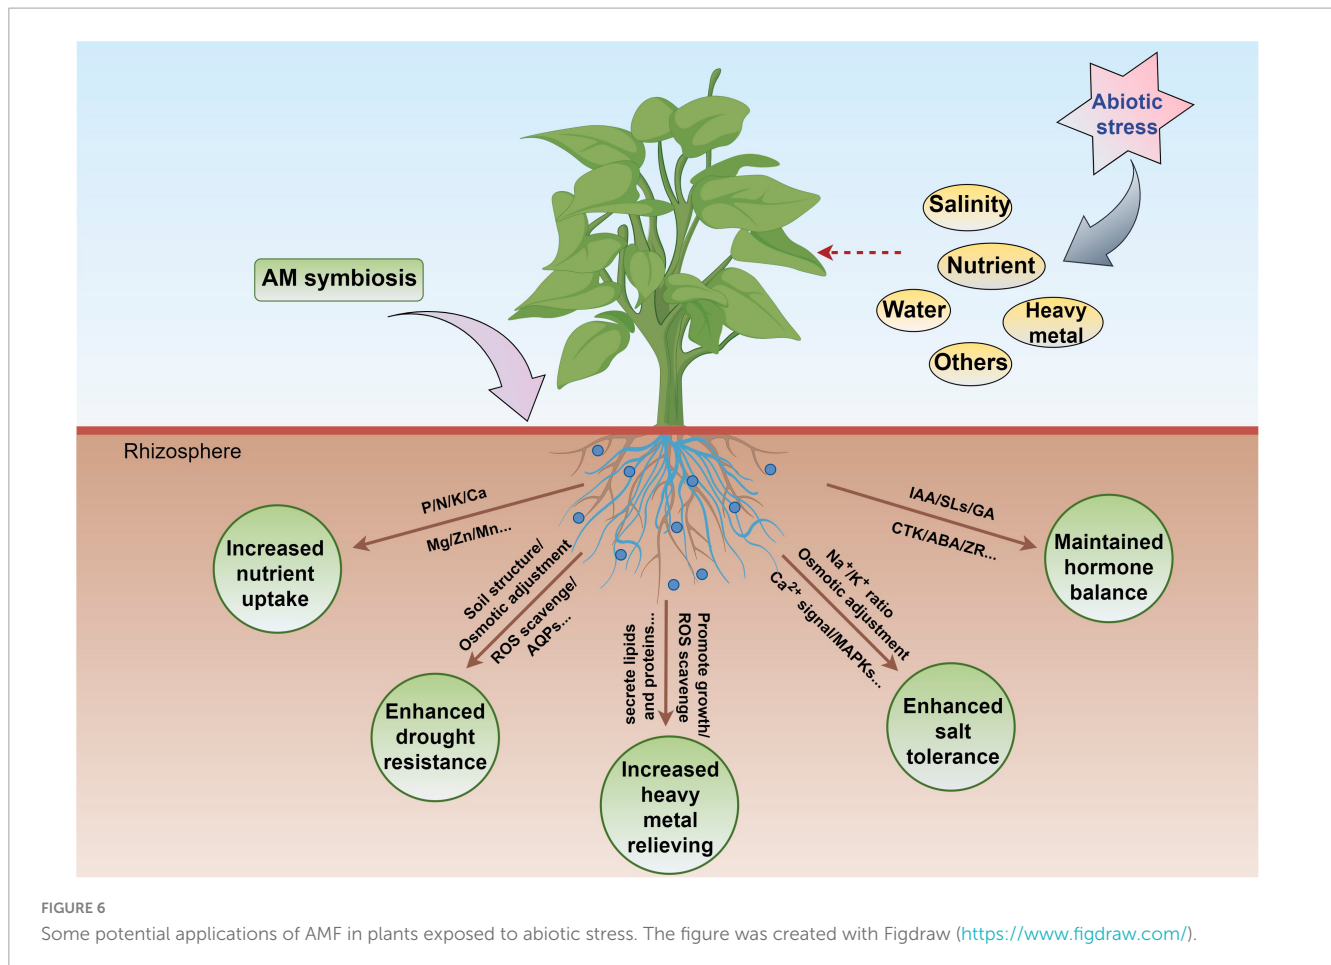 Abiotic
stress
Salinity
Nutrient
Water
Heavy
metal
Others
AM symbiosis
Rhizosphere
P/N/K/Ca
Mg/Zn/Mn...
Increased
nutrient
uptake
Soil structure/
Osmotic adjustment
ROS scavenge/
AQPs...
Enhanced
drought
resistance
secrete lipids
and proteins...
Promote growth/
ROS scavenge
Increased
heavy
metal
relieving
Na⁺/K⁺ ratio
Osmotic adjustment
Ca²⁺ signal/MAPKs...
Enhanced
salt
tolerance
IAA/SLs/GA
CTK/ABA/ZR...
Maintained
hormone
balance
FIGURE 6
Some potential applications of AMF in plants exposed to abiotic stress. The figure was created with Figdraw (https://www.figdraw.com/).